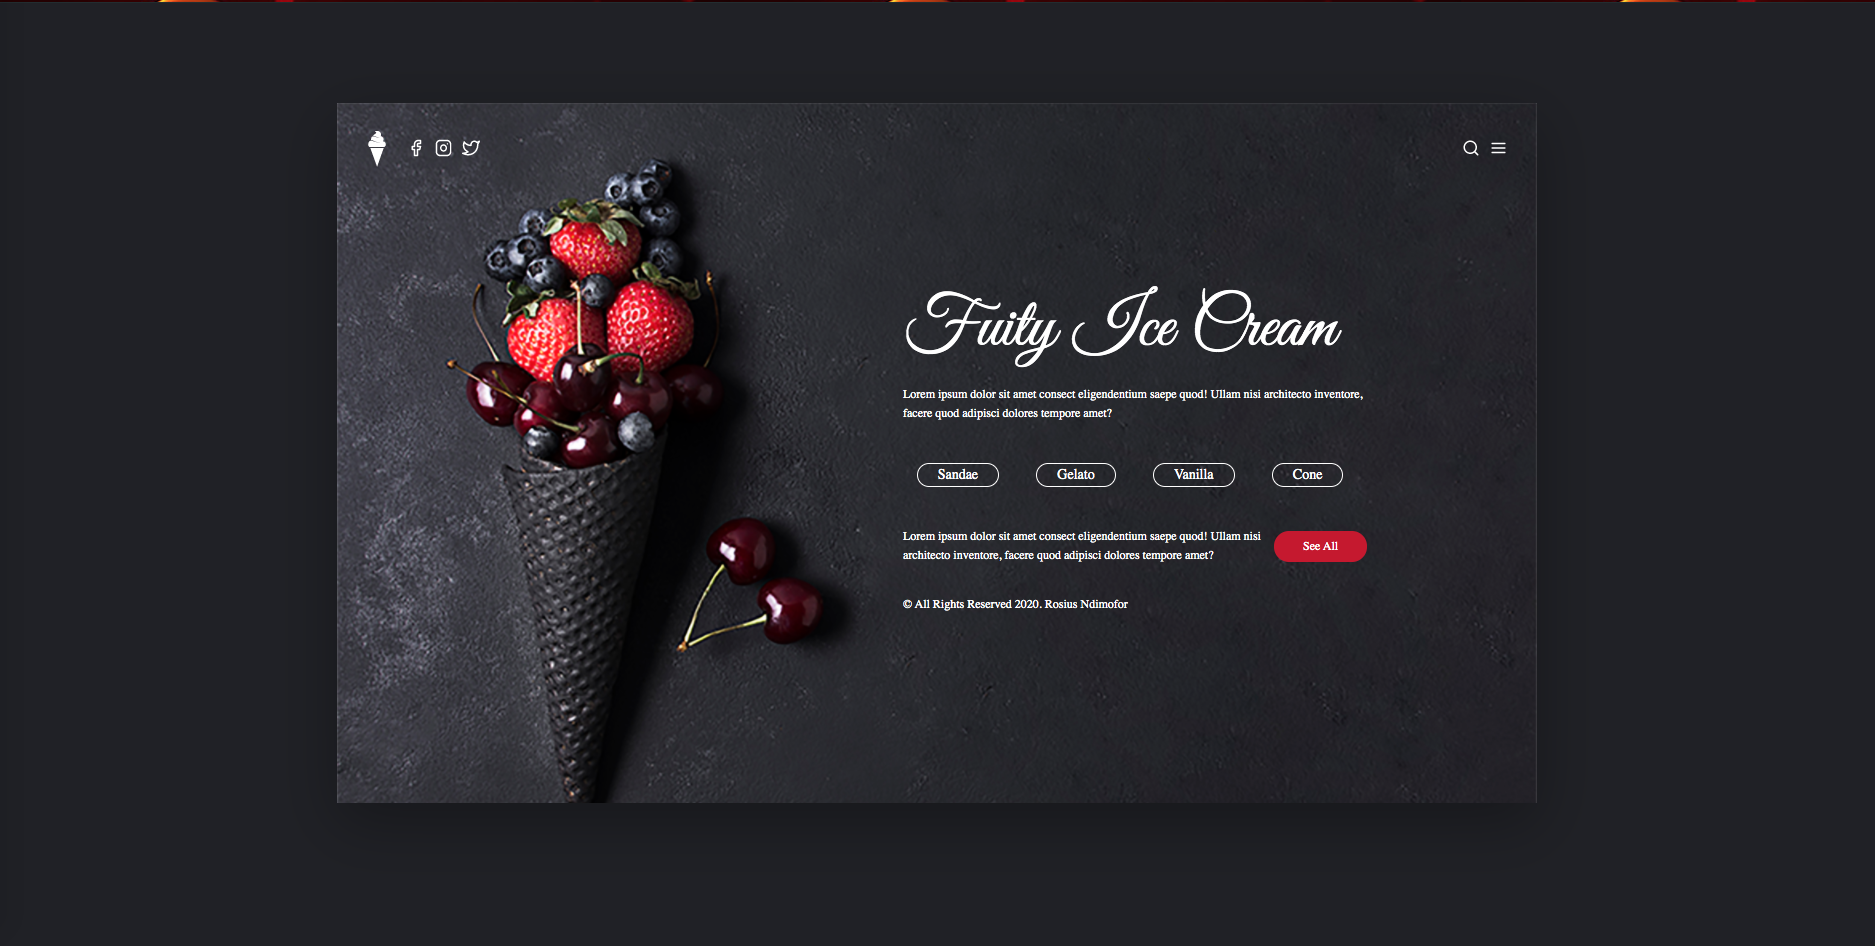 Fuity Ice Cream
Lorem ipsum dolor sit amet consect eligendentium saepe quod! Ullam nisi architecto inventore,
facere quod adipisci dolores tempore amet?
Sandae Gelato Vanilla Cone
Lorem ipsum dolor sit amet consect eligendentium saepe quod! Ullam nisi
architecto inventore, facere quod adipisci dolores tempore amet?
See All
© All Rights Reserved 2020. Rosius Ndimofor